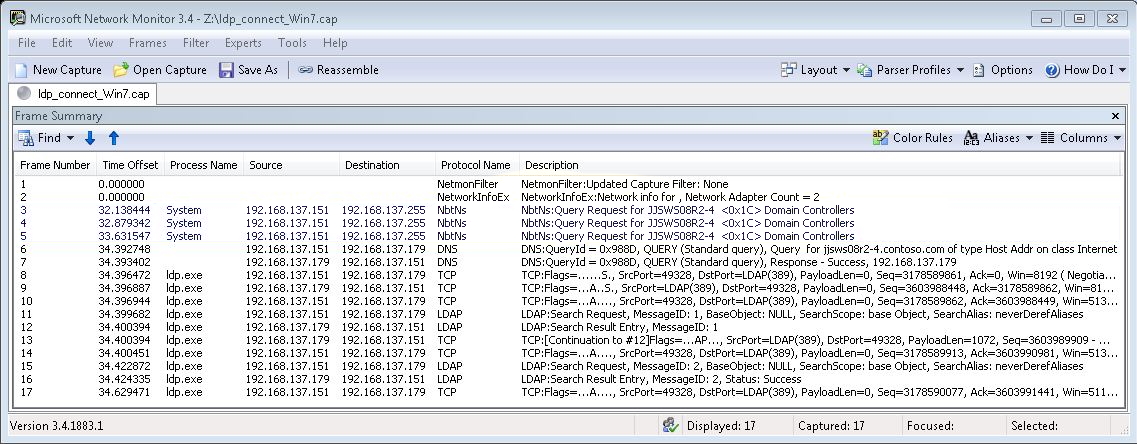 Microsoft Network Monitor 3.4 - Z:\ldp_connect_Win7.cap
File Edit View Frames Filter Experts Tools Help
New Capture Open Capture Save As Reassemble Layout Parser Profiles Options How Do I
ldp_connect_Win7.cap
Frame Summary
Find Color Rules Aliases Columns
Frame Number Time Offset Process Name Source Destination Protocol Name Description
1 0.000000 NetmonFilter NetmonFilter:Updated Capture Filter: None
2 0.000000 NetworkInfoEx NetworkInfoEx:Network info for , Network Adapter Count = 2
3 32.138444 System 192.168.137.151 192.168.137.255 NbtNs NbtNs:Query Request for JJSWS08R2-4 <0x1C> Domain Controllers
4 32.879342 System 192.168.137.151 192.168.137.255 NbtNs NbtNs:Query Request for JJSWS08R2-4 <0x1C> Domain Controllers
5 33.631547 System 192.168.137.151 192.168.137.255 NbtNs NbtNs:Query Request for JJSWS08R2-4 <0x1C> Domain Controllers
6 34.392748 192.168.137.151 192.168.137.179 DNS DNS:QueryId = 0x988D, QUERY (Standard query), Query for jjsws08r2-4.contoso.com of type Host Addr on class Internet
7 34.393402 192.168.137.179 192.168.137.151 DNS DNS:QueryId = 0x988D, QUERY (Standard query), Response - Success, 192.168.137.179
8 34.396472 ldp.exe 192.168.137.151 192.168.137.179 TCP TCP:Flags=......S., SrcPort=49328, DstPort=LDAP(389), PayloadLen=0, Seq=3178589861, Ack=0, Win=8192 ( Negotia...
9 34.396887 ldp.exe 192.168.137.179 192.168.137.151 TCP TCP:Flags=...A..S., SrcPort=LDAP(389), DstPort=49328, PayloadLen=0, Seq=3603988448, Ack=3178589862, Win=81...
10 34.396944 ldp.exe 192.168.137.151 192.168.137.179 TCP TCP:Flags=...A...., SrcPort=49328, DstPort=LDAP(389), PayloadLen=0, Seq=3178589862, Ack=3603988449, Win=513...
11 34.399682 ldp.exe 192.168.137.151 192.168.137.179 LDAP LDAP:Search Request, MessageID: 1, BaseObject: NULL, SearchScope: base Object, SearchAlias: neverDerefAliases
12 34.400394 ldp.exe 192.168.137.179 192.168.137.151 LDAP LDAP:Search Result Entry, MessageID: 1
13 34.400394 ldp.exe 192.168.137.179 192.168.137.151 TCP TCP:[Continuation to #12]Flags=...AP..., SrcPort=LDAP(389), DstPort=49328, PayloadLen=1072, Seq=3603989909 - ...
14 34.400451 ldp.exe 192.168.137.151 192.168.137.179 TCP TCP:Flags=...A...., SrcPort=49328, DstPort=LDAP(389), PayloadLen=0, Seq=3178589913, Ack=3603990981, Win=513...
15 34.422872 ldp.exe 192.168.137.151 192.168.137.179 LDAP LDAP:Search Request, MessageID: 2, BaseObject: NULL, SearchScope: base Object, SearchAlias: neverDerefAliases
16 34.424335 ldp.exe 192.168.137.179 192.168.137.151 LDAP LDAP:Search Result Entry, MessageID: 2, Status: Success
17 34.629471 ldp.exe 192.168.137.151 192.168.137.179 TCP TCP:Flags=...A...., SrcPort=49328, DstPort=LDAP(389), PayloadLen=0, Seq=3178590077, Ack=3603991441, Win=511...
Version 3.4.1883.1 Displayed: 17 Captured: 17 Focused: Selected: